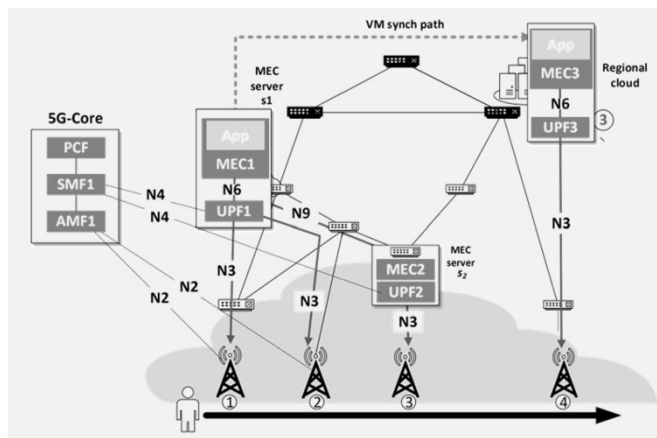 VM synch path
App
MEC3
N6
UPF3
Regional
cloud
③
MEC
server
s1
App
MEC1
N6
UPF1
5G-Core
PCF
SMF1
AMF1
N4
N4
N9
N2
N2
N3
N3
N3
N3
MEC2
UPF2
MEC
server
s₂
① ② ③ ④